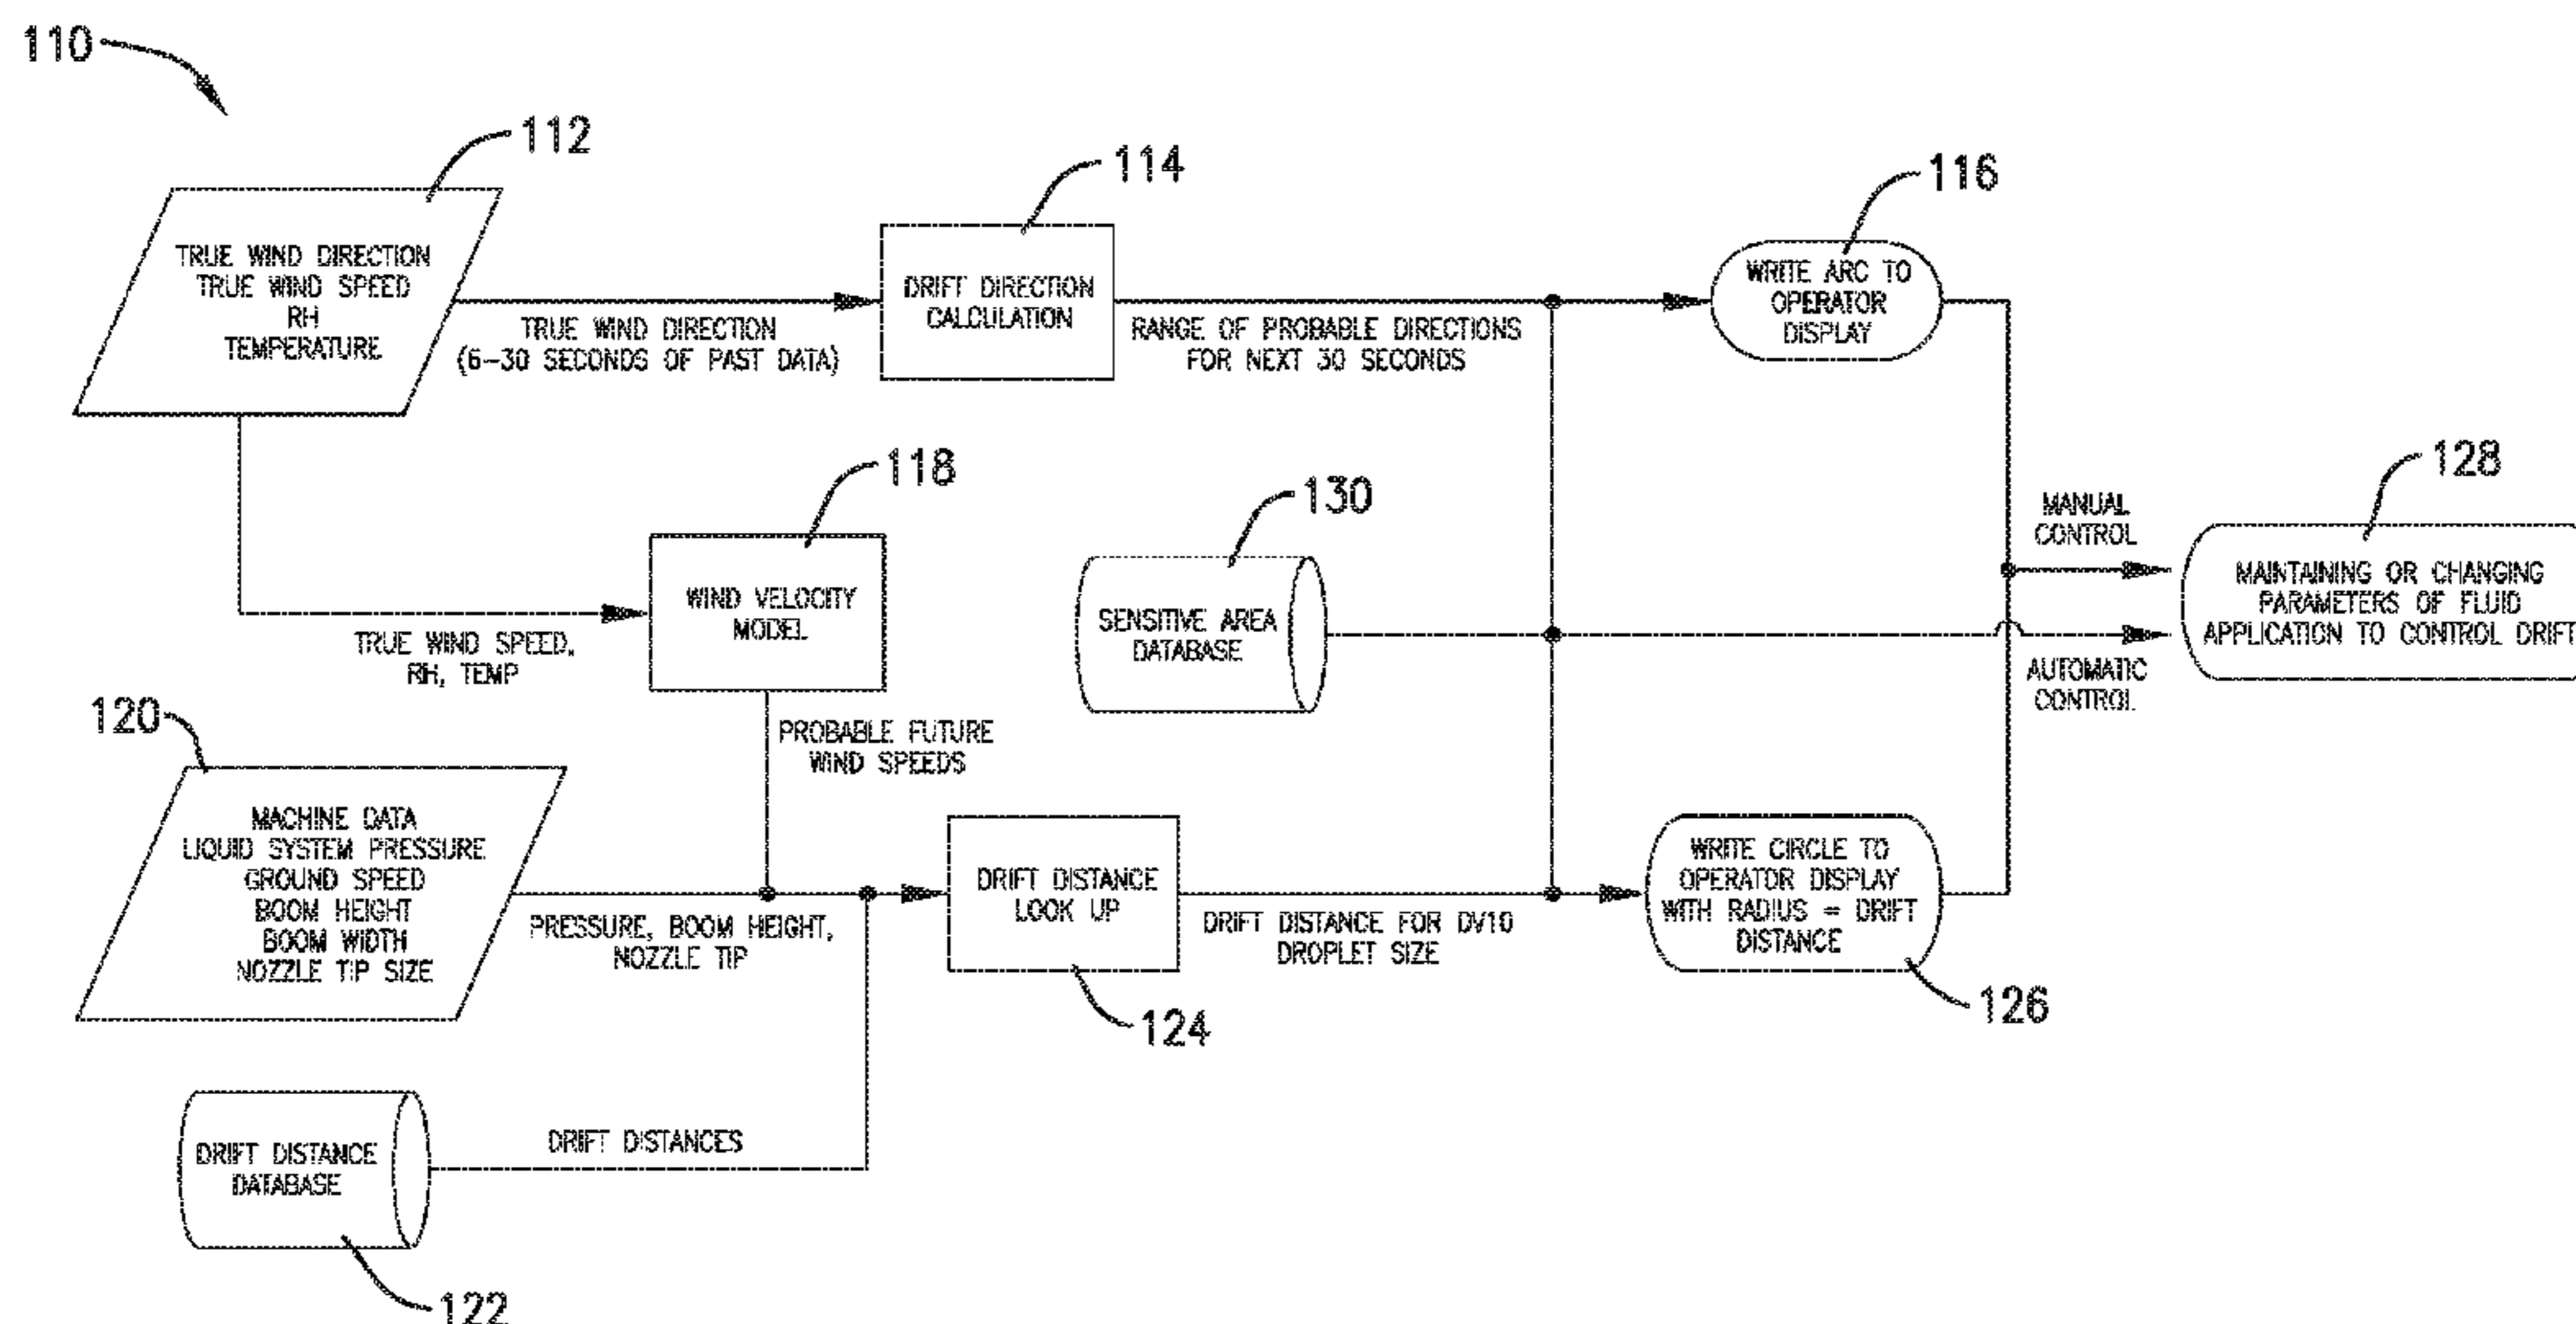 110
112
114
116
TRUE WIND DIRECTION
TRUE WIND SPEED
RH
TEMPERATURE
TRUE WIND DIRECTION
(6-30 SECONDS OF PAST DATA)
DRIFT DIRECTION
CALCULATION
RANGE OF PROBABLE DIRECTIONS
FOR NEXT 30 SECONDS
WRITE ARC TO
OPERATOR
DISPLAY
118
130
128
WIND VELOCITY
MODEL
TRUE WIND SPEED,
RH, TEMP
SENSITIVE AREA
DATABASE
MANUAL
CONTROL
AUTOMATIC
CONTROL
MAINTAINING OR CHANGING
PARAMETERS OF FLUID
APPLICATION TO CONTROL DRIFT
PROBABLE FUTURE
WIND SPEEDS
120
MACHINE DATA
LIQUID SYSTEM PRESSURE
GROUND SPEED
BOOM HEIGHT
BOOM WIDTH
NOZZLE TIP SIZE
PRESSURE, BOOM HEIGHT,
NOZZLE TIP
DRIFT DISTANCE
LOOK UP
124
DRIFT DISTANCE FOR DV10
DROPLET SIZE
WRITE CIRCLE TO
OPERATOR DISPLAY
WITH RADIUS = DRIFT
DISTANCE
126
DRIFT DISTANCE
DATABASE
DRIFT DISTANCES
122